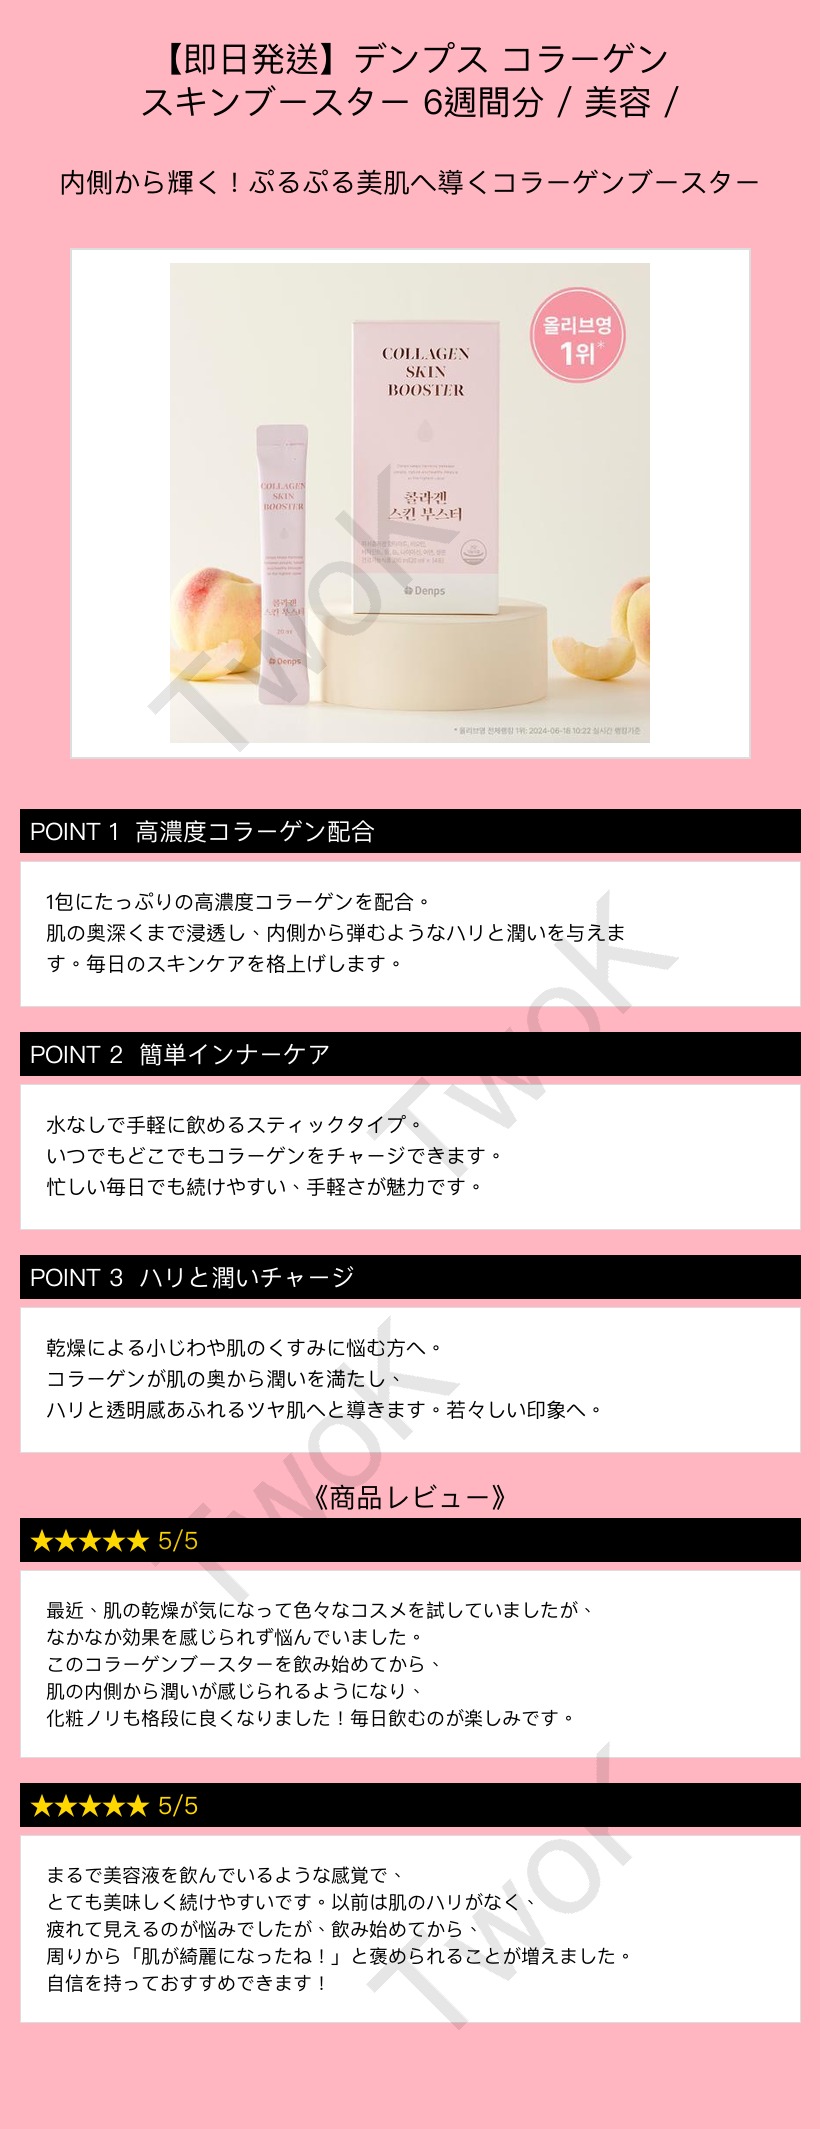 【即日発送】デンプス コラーゲン
スキンブースター 6週間分 / 美容 /
内側から輝く！ぷるぷる美肌へ導くコラーゲンブースター
올리브영
1위*
COLLAGEN
SKIN
BOOSTER
콜라겐
스킨 부스터
Denps
COLLAGEN
SKIN
BOOSTER
콜라겐
스킨 부스터
20 ml
Denps
* 올리브영 전체랭킹 1위: 2024-06-18 10:22 실시간 랭킹기준
TwoK
POINT 1 高濃度コラーゲン配合
1包にたっぷりの高濃度コラーゲンを配合。
肌の奥深くまで浸透し、内側から弾むようなハリと潤いを与えま
す。毎日のスキンケアを格上げします。
TwoK
POINT 2 簡単インナーケア
水なしで手軽に飲めるスティックタイプ。
いつでもどこでもコラーゲンをチャージできます。
忙しい毎日でも続けやすい、手軽さが魅力です。
POINT 3 ハリと潤いチャージ
乾燥による小じわや肌のくすみに悩む方へ。
コラーゲンが肌の奥から潤いを満たし、
ハリと透明感あふれるツヤ肌へと導きます。若々しい印象へ。
TwoK
《商品レビュー》
★★★★★ 5/5
最近、肌の乾燥が気になって色々なコスメを試していましたが、
なかなか効果を感じられず悩んでいました。
このコラーゲンブースターを飲み始めてから、
肌の内側から潤いが感じられるようになり、
化粧ノリも格段に良くなりました！毎日飲むのが楽しみです。
★★★★★ 5/5
まるで美容液を飲んでいるような感覚で、
とても美味しく続けやすいです。以前は肌のハリがなく、
疲れて見えるのが悩みでしたが、飲み始めてから、
周りから「肌が綺麗になったね！」と褒められることが増えました。
自信を持っておすすめできます！
TwoK